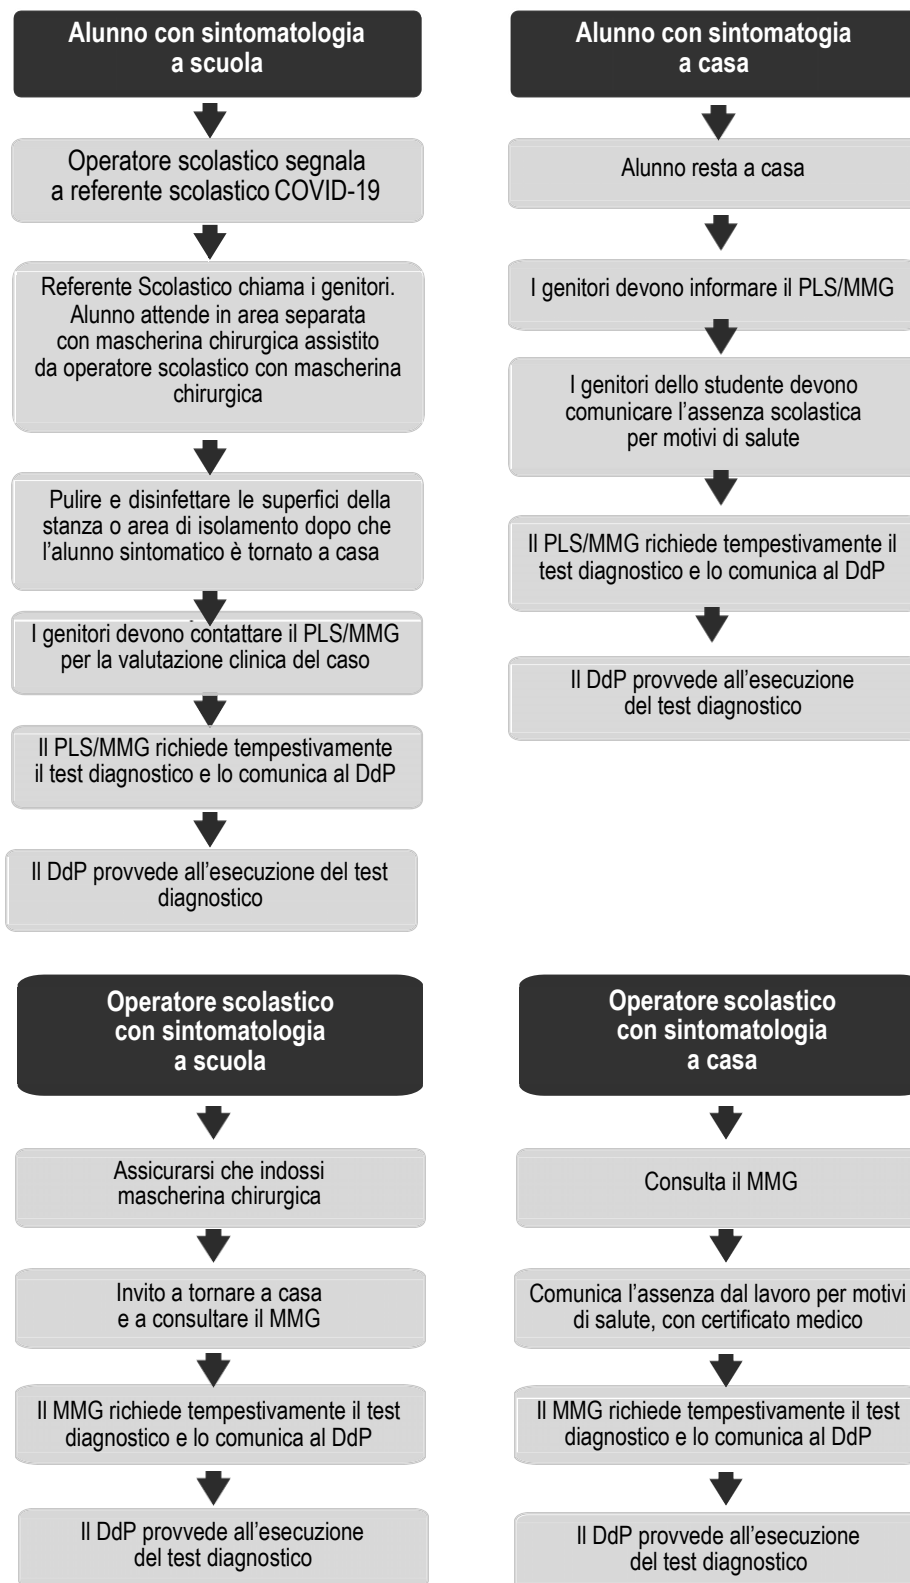 Alunno con sintomatologia
a scuola
Operatore scolastico segnala
a referente scolastico COVID-19
Referente Scolastico chiama i genitori.
Alunno attende in area separata
con mascherina chirurgica assistito
da operatore scolastico con mascherina
chirurgica
Pulire e disinfettare le superfici della
stanza o area di isolamento dopo che
l’alunno sintomatico è tornato a casa
I genitori devono contattare il PLS/MMG
per la valutazione clinica del caso
Il PLS/MMG richiede tempestivamente
il test diagnostico e lo comunica al DdP
Il DdP provvede all’esecuzione del test
diagnostico
Alunno con sintomatogia
a casa
Alunno resta a casa
I genitori devono informare il PLS/MMG
I genitori dello studente devono
comunicare l’assenza scolastica
per motivi di salute
Il PLS/MMG richiede tempestivamente il
test diagnostico e lo comunica al DdP
Il DdP provvede all’esecuzione
del test diagnostico
Operatore scolastico
con sintomatologia
a scuola
Assicurarsi che indossi
mascherina chirurgica
Invito a tornare a casa
e a consultare il MMG
Il MMG richiede tempestivamente il test
diagnostico e lo comunica al DdP
Il DdP provvede all’esecuzione
del test diagnostico
Operatore scolastico
con sintomatologia
a casa
Consulta il MMG
Comunica l’assenza dal lavoro per motivi
di salute, con certificato medico
Il MMG richiede tempestivamente il test
diagnostico e lo comunica al DdP
Il DdP provvede all’esecuzione
del test diagnostico